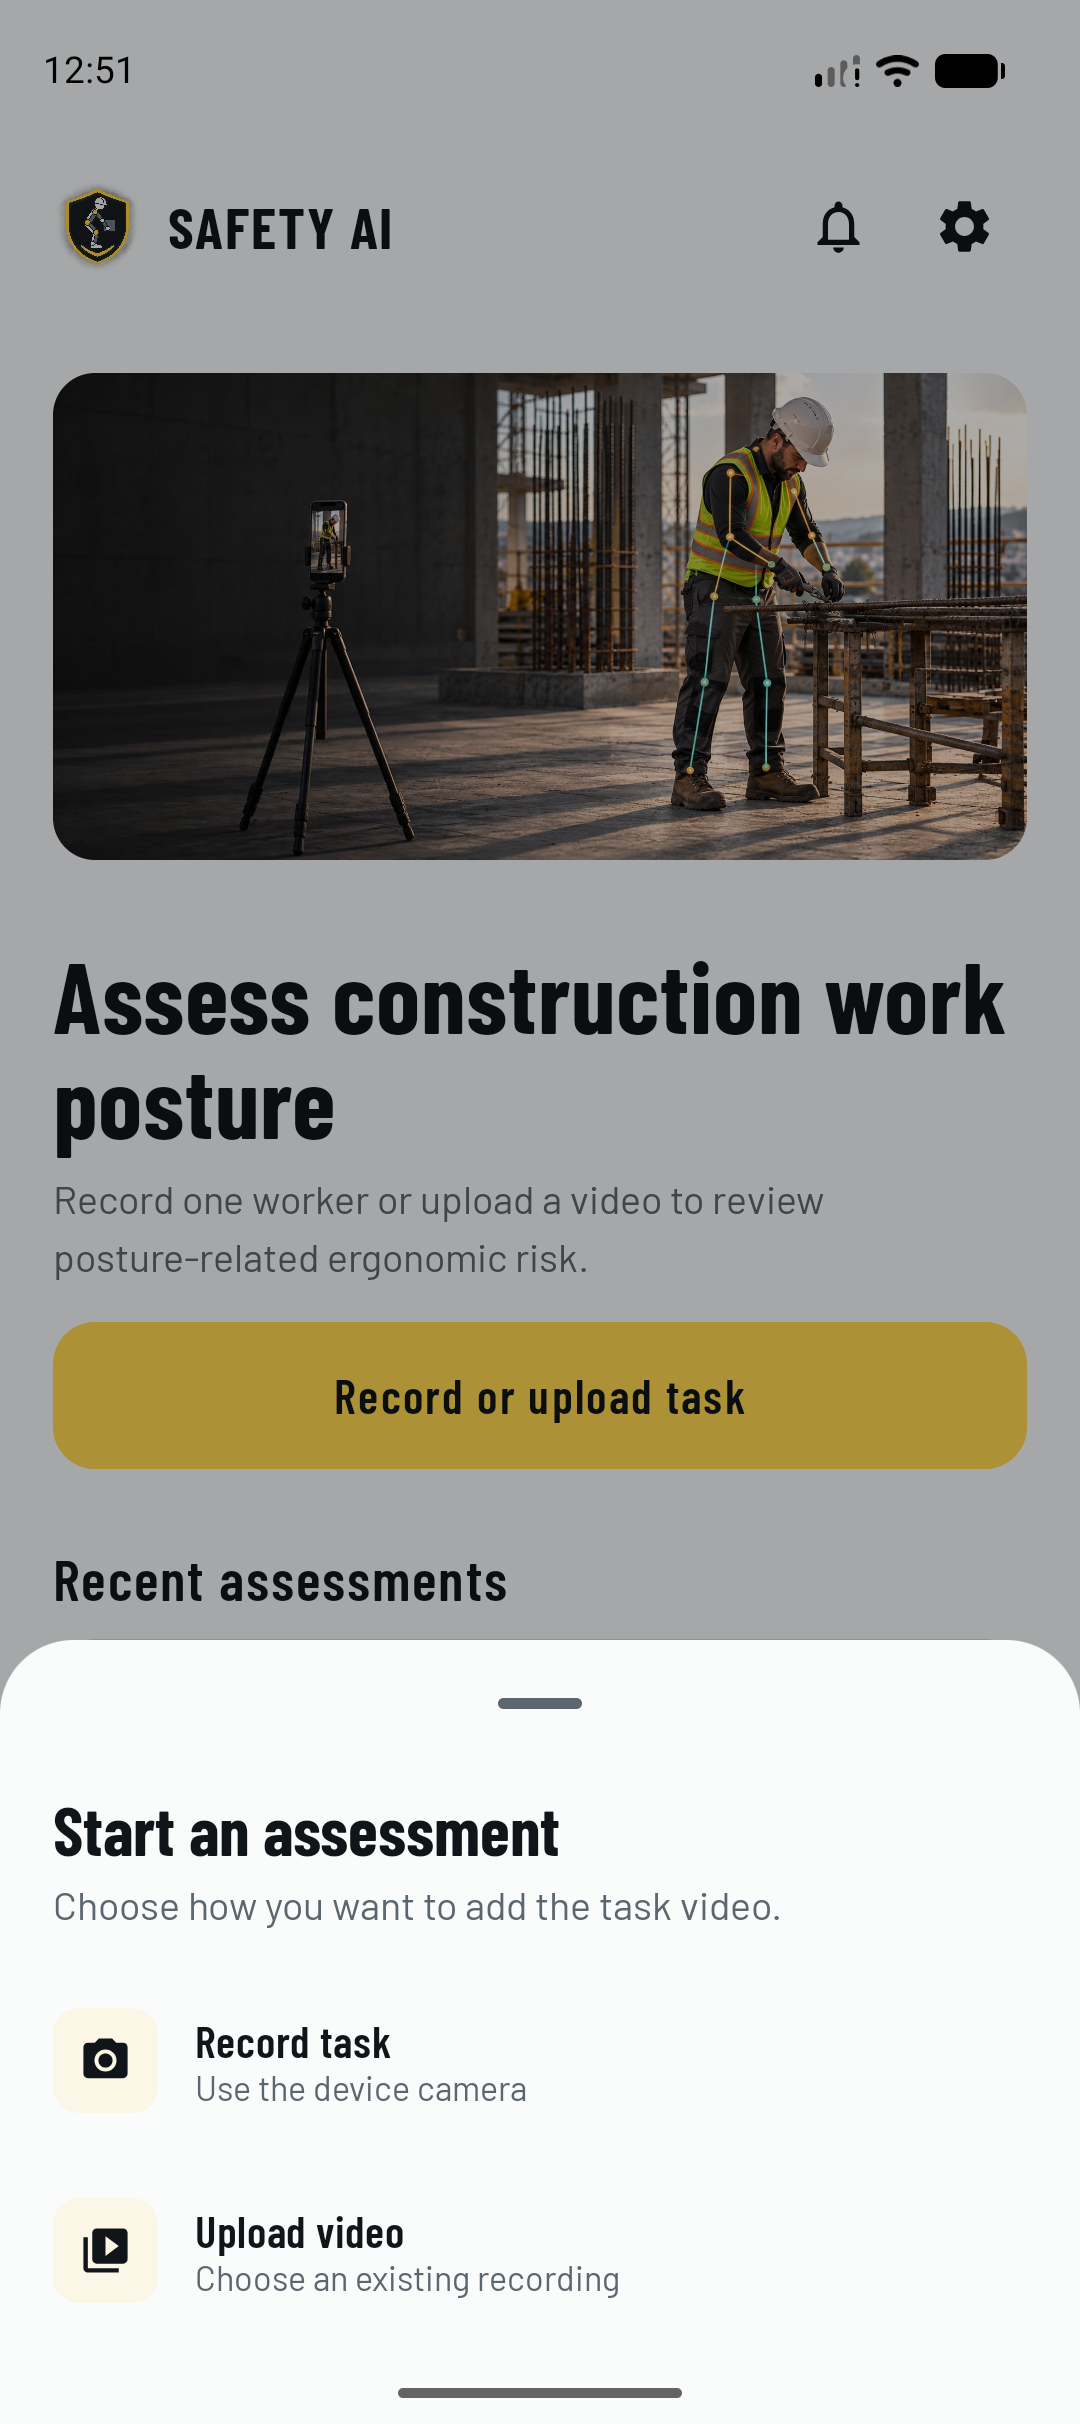 12:51
SAFETY AI
Assess construction work
posture
Record one worker or upload a video to review
posture-related ergonomic risk.
Record or upload task
Recent assessments
Start an assessment
Choose how you want to add the task video.
Record task
Use the device camera
Upload video
Choose an existing recording